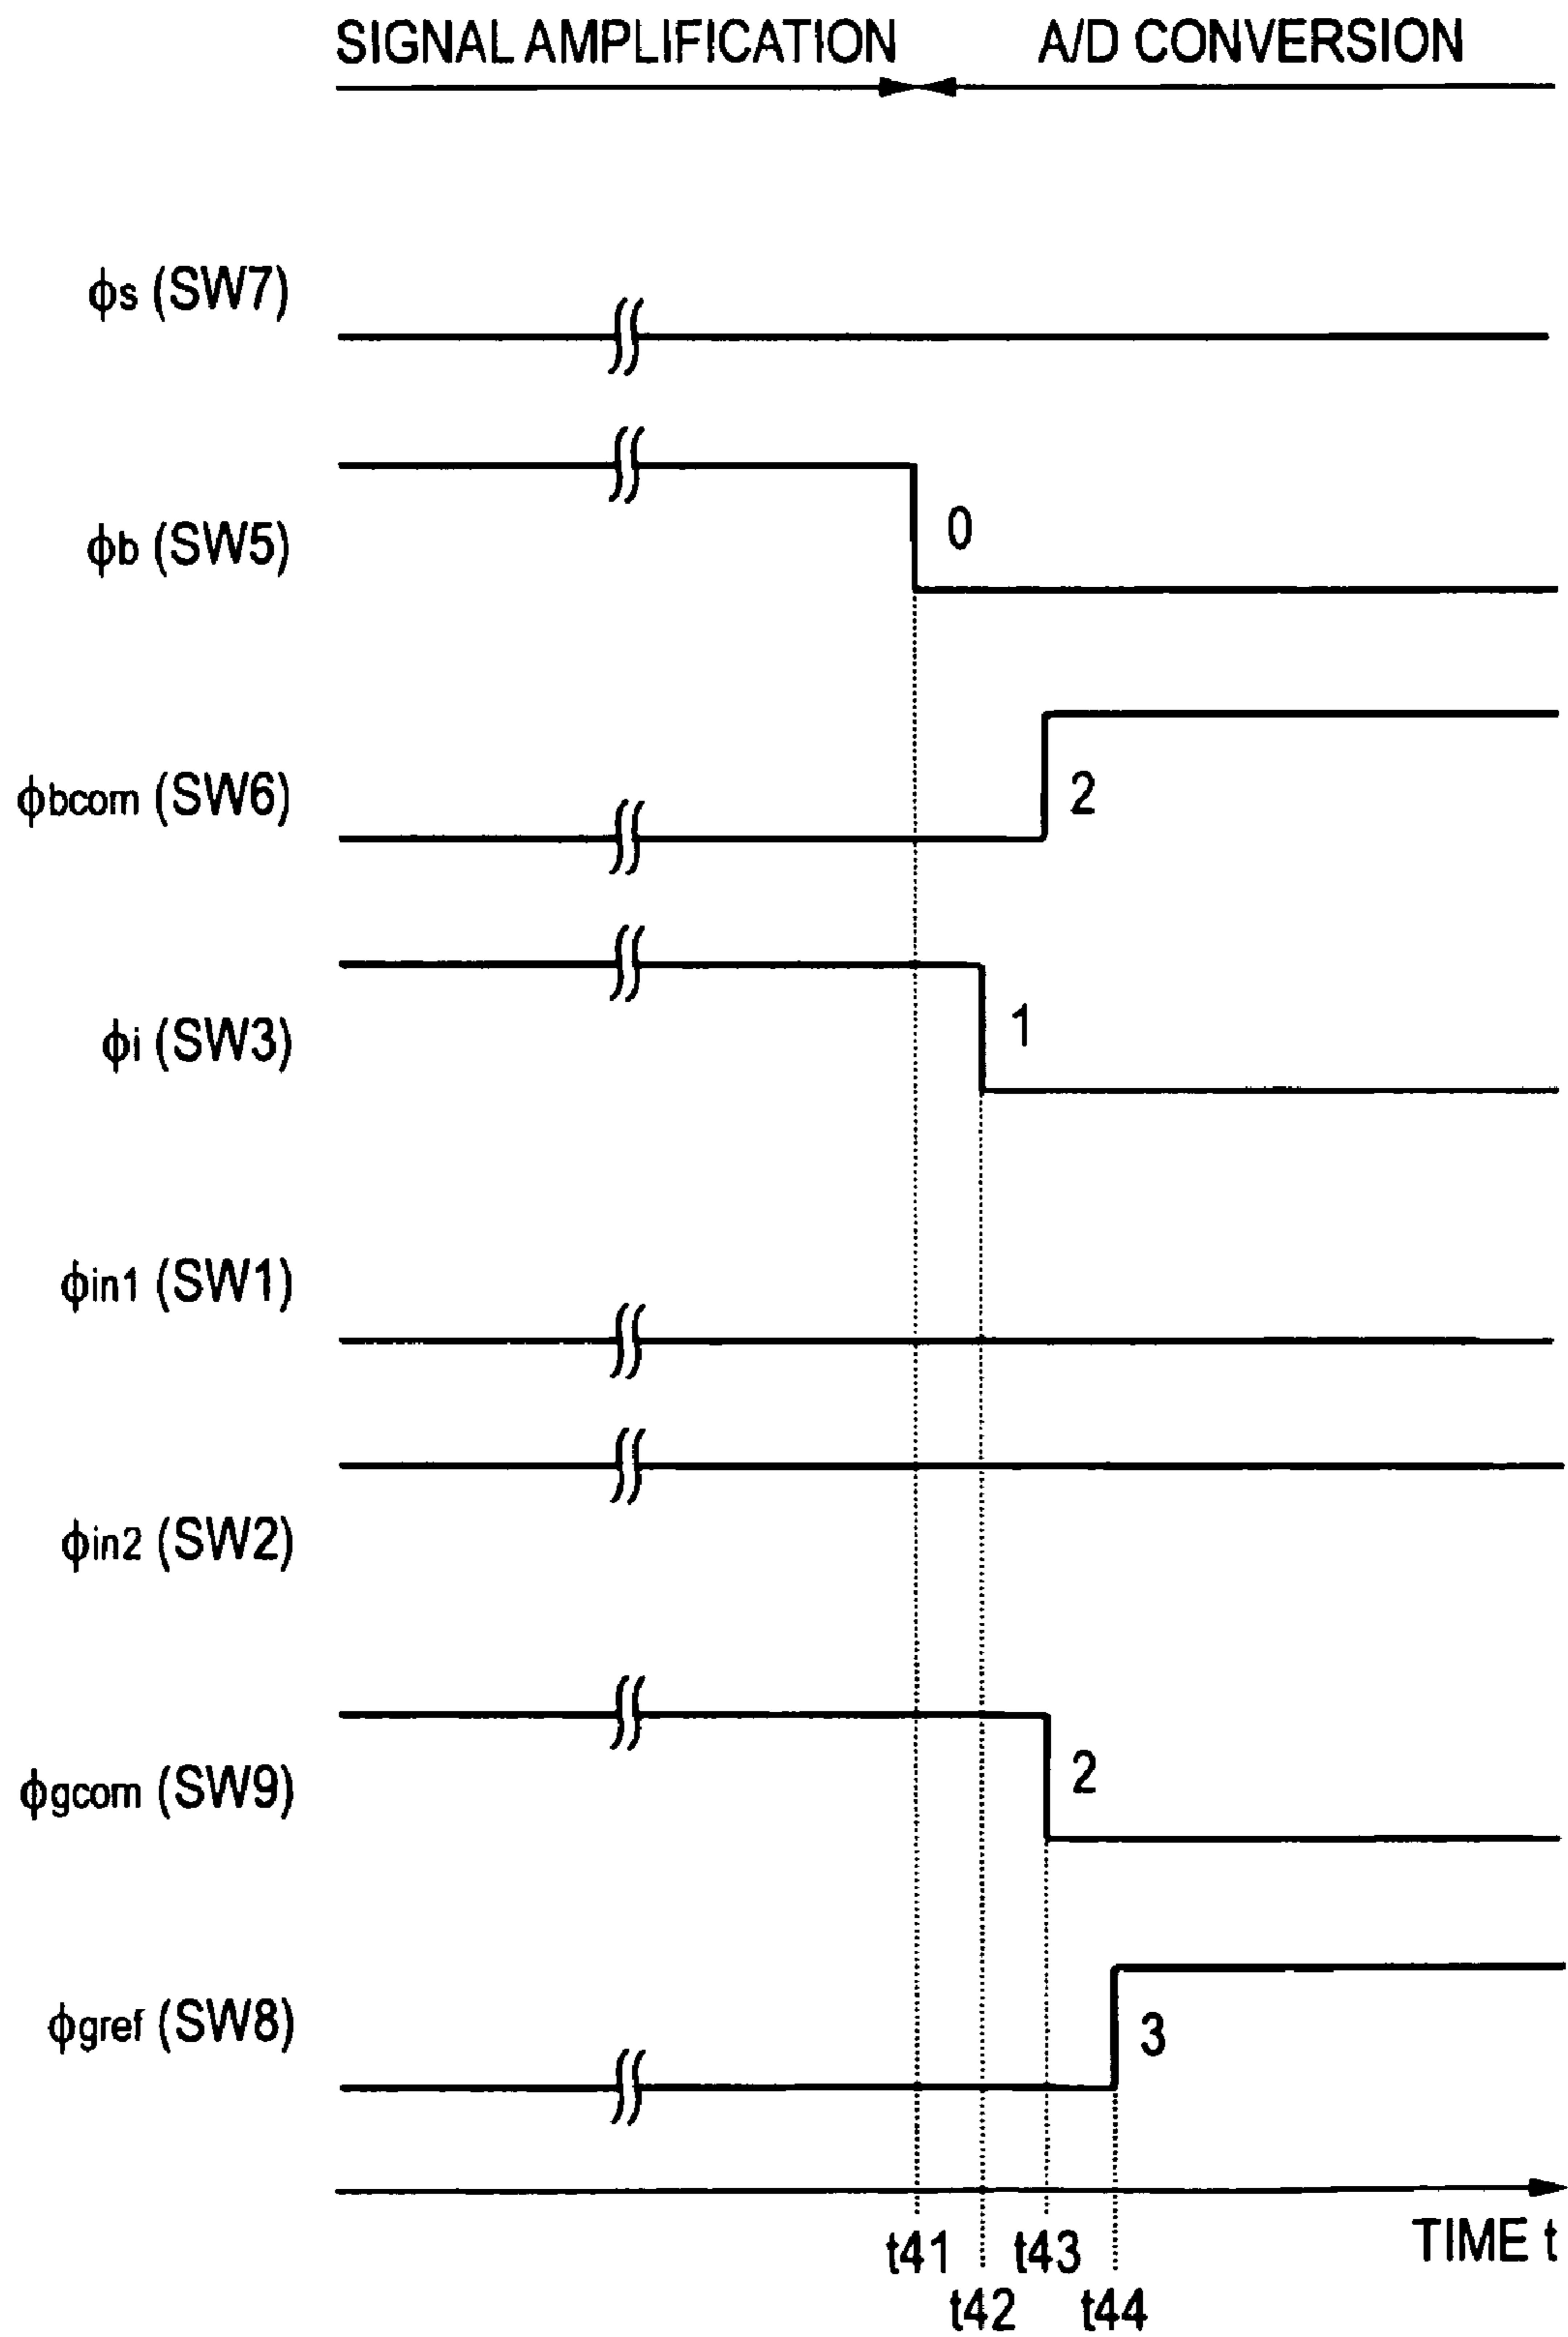 SIGNAL AMPLIFICATION A/D CONVERSION
ϕs (SW7)
ϕb (SW5)
0
ϕbcom (SW6)
2
ϕi (SW3)
1
ϕin1 (SW1)
ϕin2 (SW2)
ϕgcom (SW9)
2
ϕgref (SW8)
3
TIME t
t41 t43
t42 t44